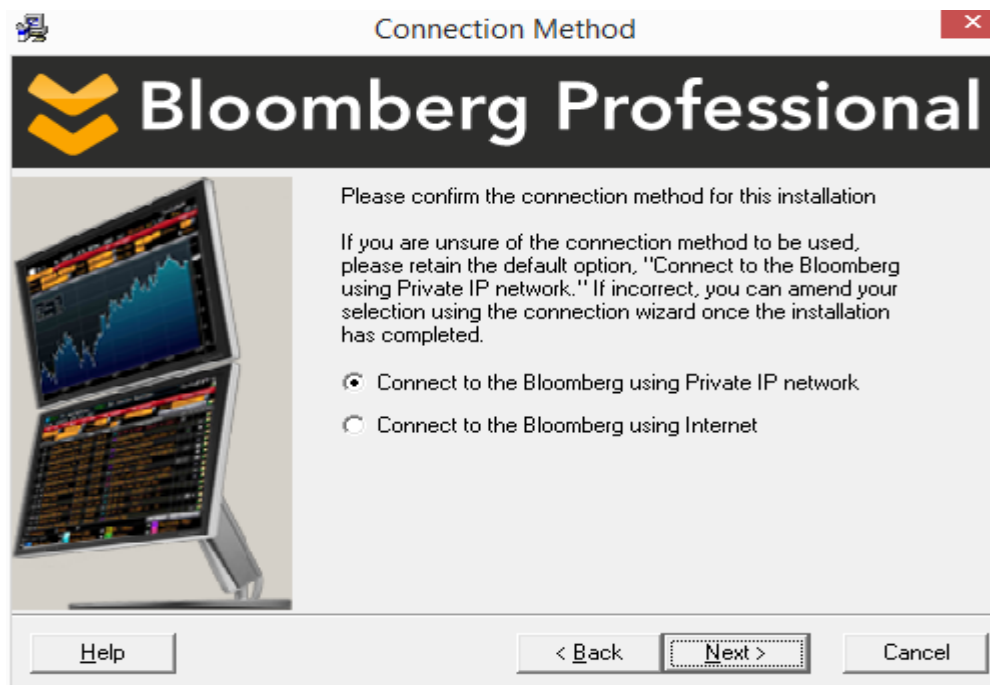 Connection Method
Bloomberg Professional
Please confirm the connection method for this installation
If you are unsure of the connection method to be used,
please retain the default option, "Connect to the Bloomberg
using Private IP network." If incorrect, you can amend your
selection using the connection wizard once the installation
has completed.
Connect to the Bloomberg using Private IP network
Connect to the Bloomberg using Internet
Help
< Back
Next >
Cancel